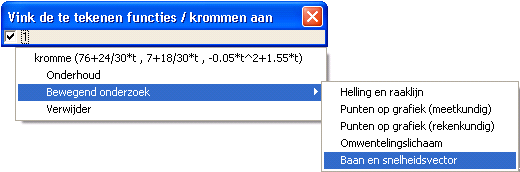 Vink de te tekenen functies / krommen aan
1
kromme (76+24/30*t , 7+18/30*t , -0.05*t^2+1.55*t)
Onderhoud
Bewegend onderzoek
Verwijder
Helling en raaklijn
Punten op grafiek (meetkundig)
Punten op grafiek (rekenkundig)
Omwentelingslichaam
Baan en snelheidsvector